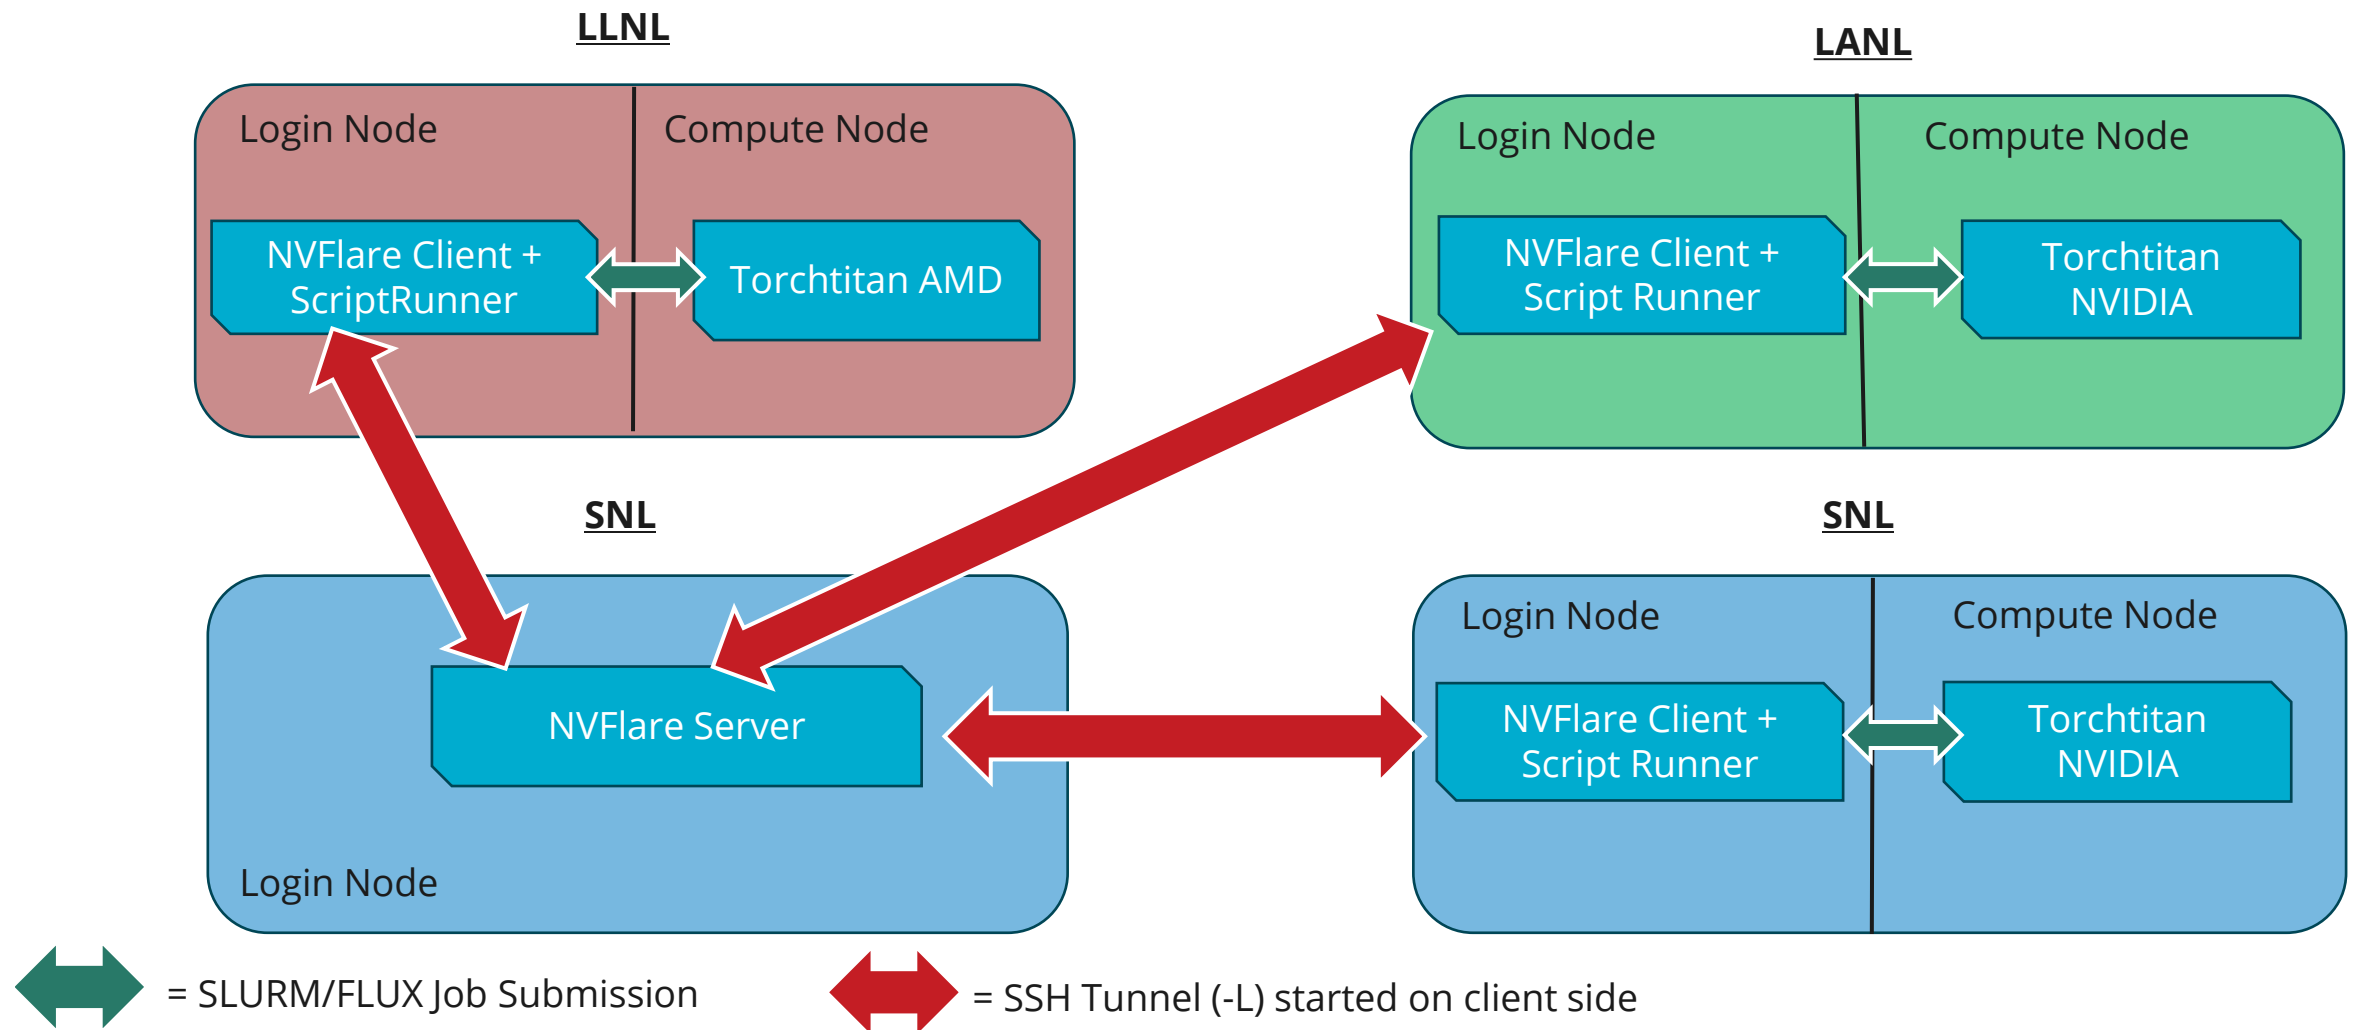 LLNL
Login Node
Compute Node
NVFlare Client +
ScriptRunner
Torchtitan AMD
LANL
Login Node
Compute Node
NVFlare Client +
Script Runner
Torchtitan
NVIDIA
SNL
NVFlare Server
Login Node
SNL
Login Node
Compute Node
NVFlare Client +
Script Runner
Torchtitan
NVIDIA
= SLURM/FLUX Job Submission
= SSH Tunnel (-L) started on client side